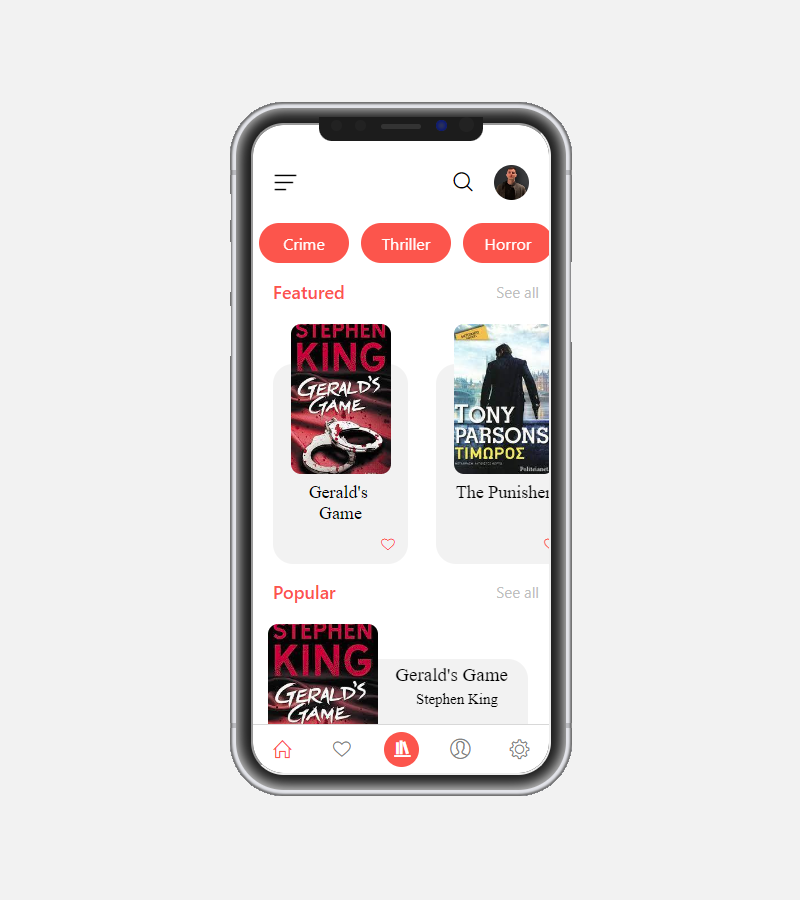 Crime
Thriller
Horror
Featured
See all
STEPHEN
KING
GERALD'S
GAME
TONY
PARSONS
ΤΙΜΩΡΟΣ
Politeianet
Gerald's
Game
The Punisher
Popular
See all
STEPHEN
KING
GERALD'S
GAME
Gerald's Game
Stephen King